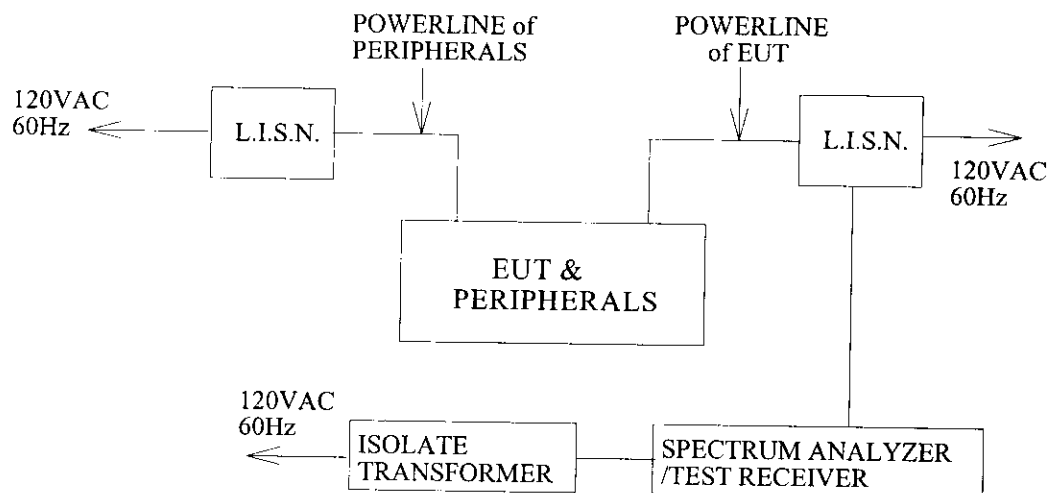 POWERLINE of
PERIPHERALS
POWERLINE
of EUT
120VAC
60Hz
L.I.S.N.
L.I.S.N.
120VAC
60Hz
EUT &
PERIPHERALS
120VAC
60Hz
ISOLATE
TRANSFORMER
SPECTRUM ANALYZER
/TEST RECEIVER